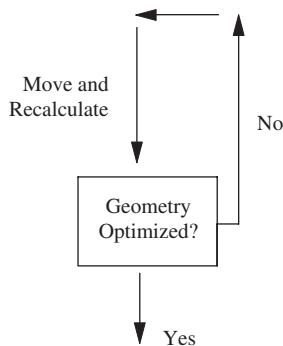 Move and
Recalculate
No
Geometry
Optimized?
Yes